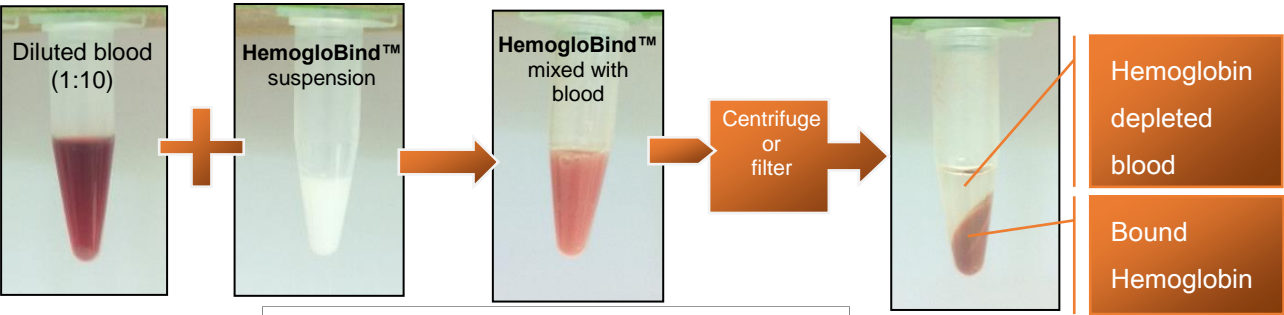 Diluted blood
(1:10)
HemogloBind™
suspension
HemogloBind™
mixed with
blood
Centrifuge
or
filter
Hemoglobin
depleted
blood
Bound
Hemoglobin